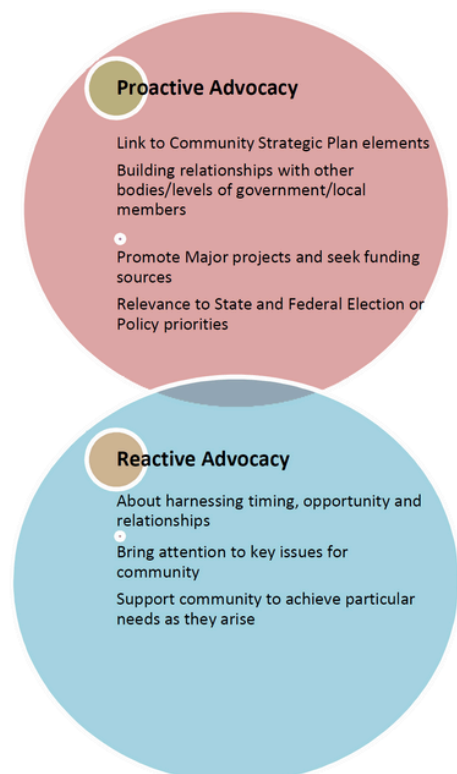 Proactive Advocacy
Link to Community Strategic Plan elements
Building relationships with other
bodies/levels of government/local
members
Promote Major projects and seek funding
sources
Relevance to State and Federal Election or
Policy priorities
Reactive Advocacy
About harnessing timing, opportunity and
relationships
Bring attention to key issues for
community
Support community to achieve particular
needs as they arise